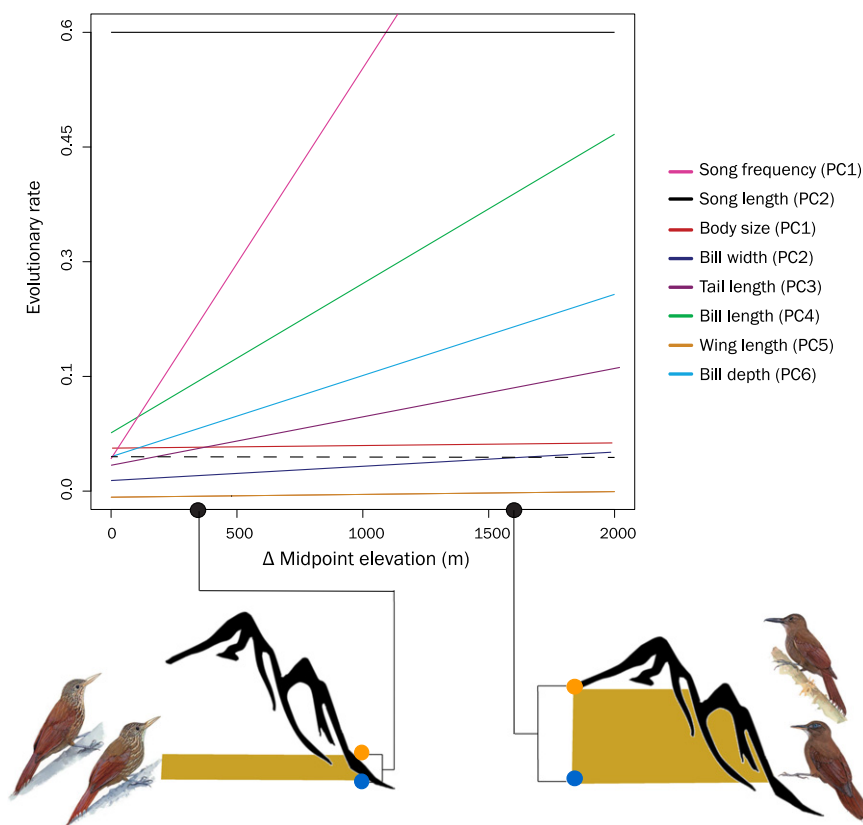 0.6
0.45
0.3
0.1
0.0
Evolutionary rate
0
500
1000
1500
2000
Δ Midpoint elevation (m)
Song frequency (PC1)
Song length (PC2)
Body size (PC1)
Bill width (PC2)
Tail length (PC3)
Bill length (PC4)
Wing length (PC5)
Bill depth (PC6)